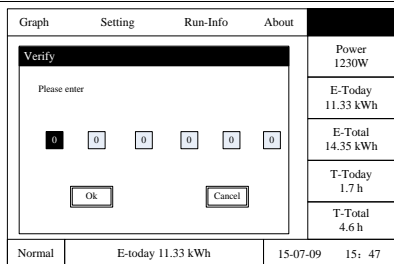 Graph Setting Run-Info About
Verify
Please enter
0 0 0 0 0 0
Ok Cancel
Power
1230W
E-Today
11.33 kWh
E-Total
14.35 kWh
T-Today
1.7 h
T-Total
4.6 h
Normal E-today 11.33 kWh 15-07-09 15: 47